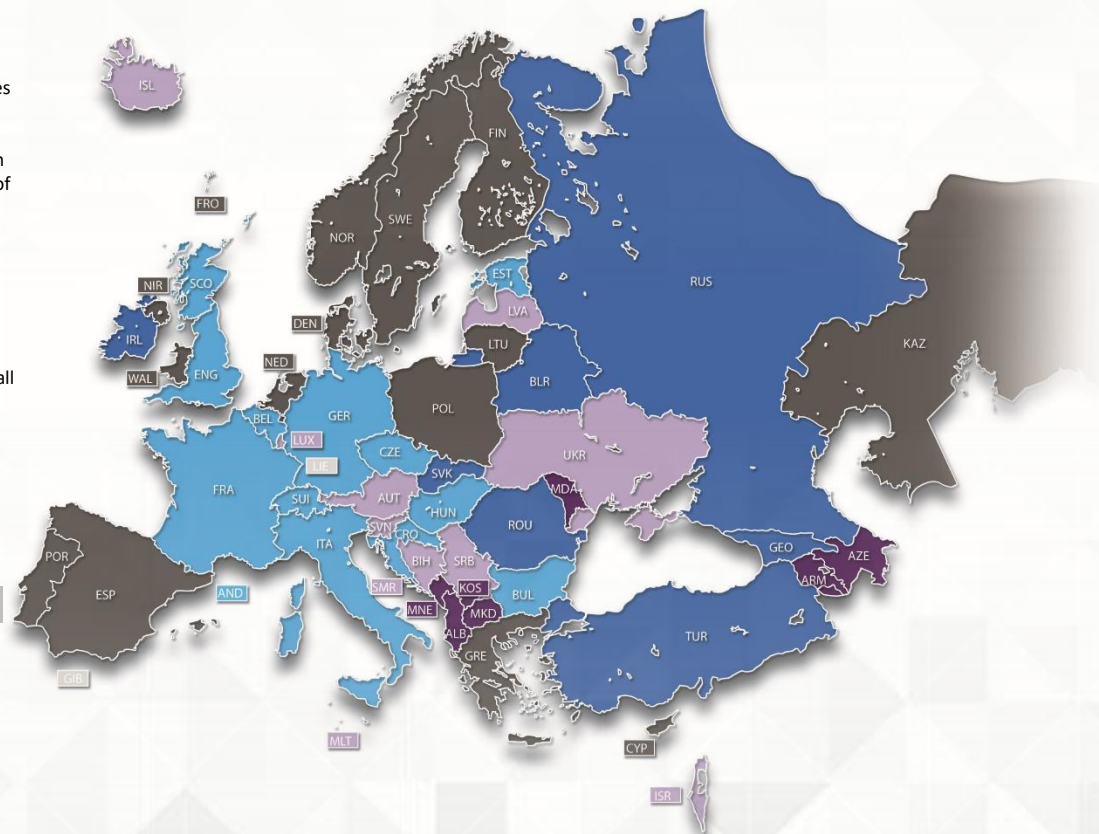 es
n
of
all
ISL
FIN
FRO
SWE
NOR
RUS
EST
SCO
NIR
LVA
DEN
IRL
LTU
KAZ
NED
ENG
WAL
BLR
POL
GER
BEL
LUX
CZE
UKR
LIE
SVK
FRA
MDA
AUT
SUI
HUN
ROU
SVN
CRO
ITA
GEO
AZE
POR
BIH
SRB
ARM
SMR
KOS
ESP
AND
BUL
MNE
MKD
ALB
TUR
GRE
GIB
MLT
CYP
ISR